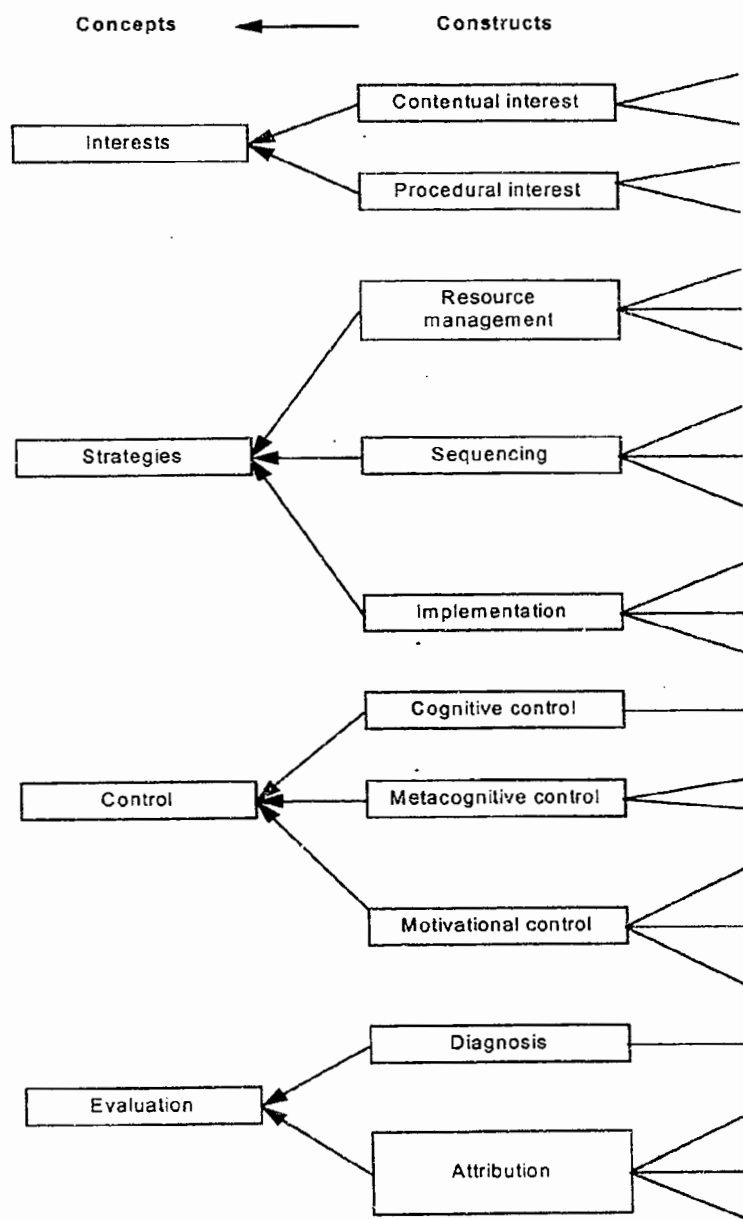 Concepts Constructs
Contentual interest
Interests
Procedural interest
Resource
management
Strategies Sequencing
Implementation
Cognitive control
Control Metacognitive control
Motivational control
Diagnosis
Evaluation
Attribution